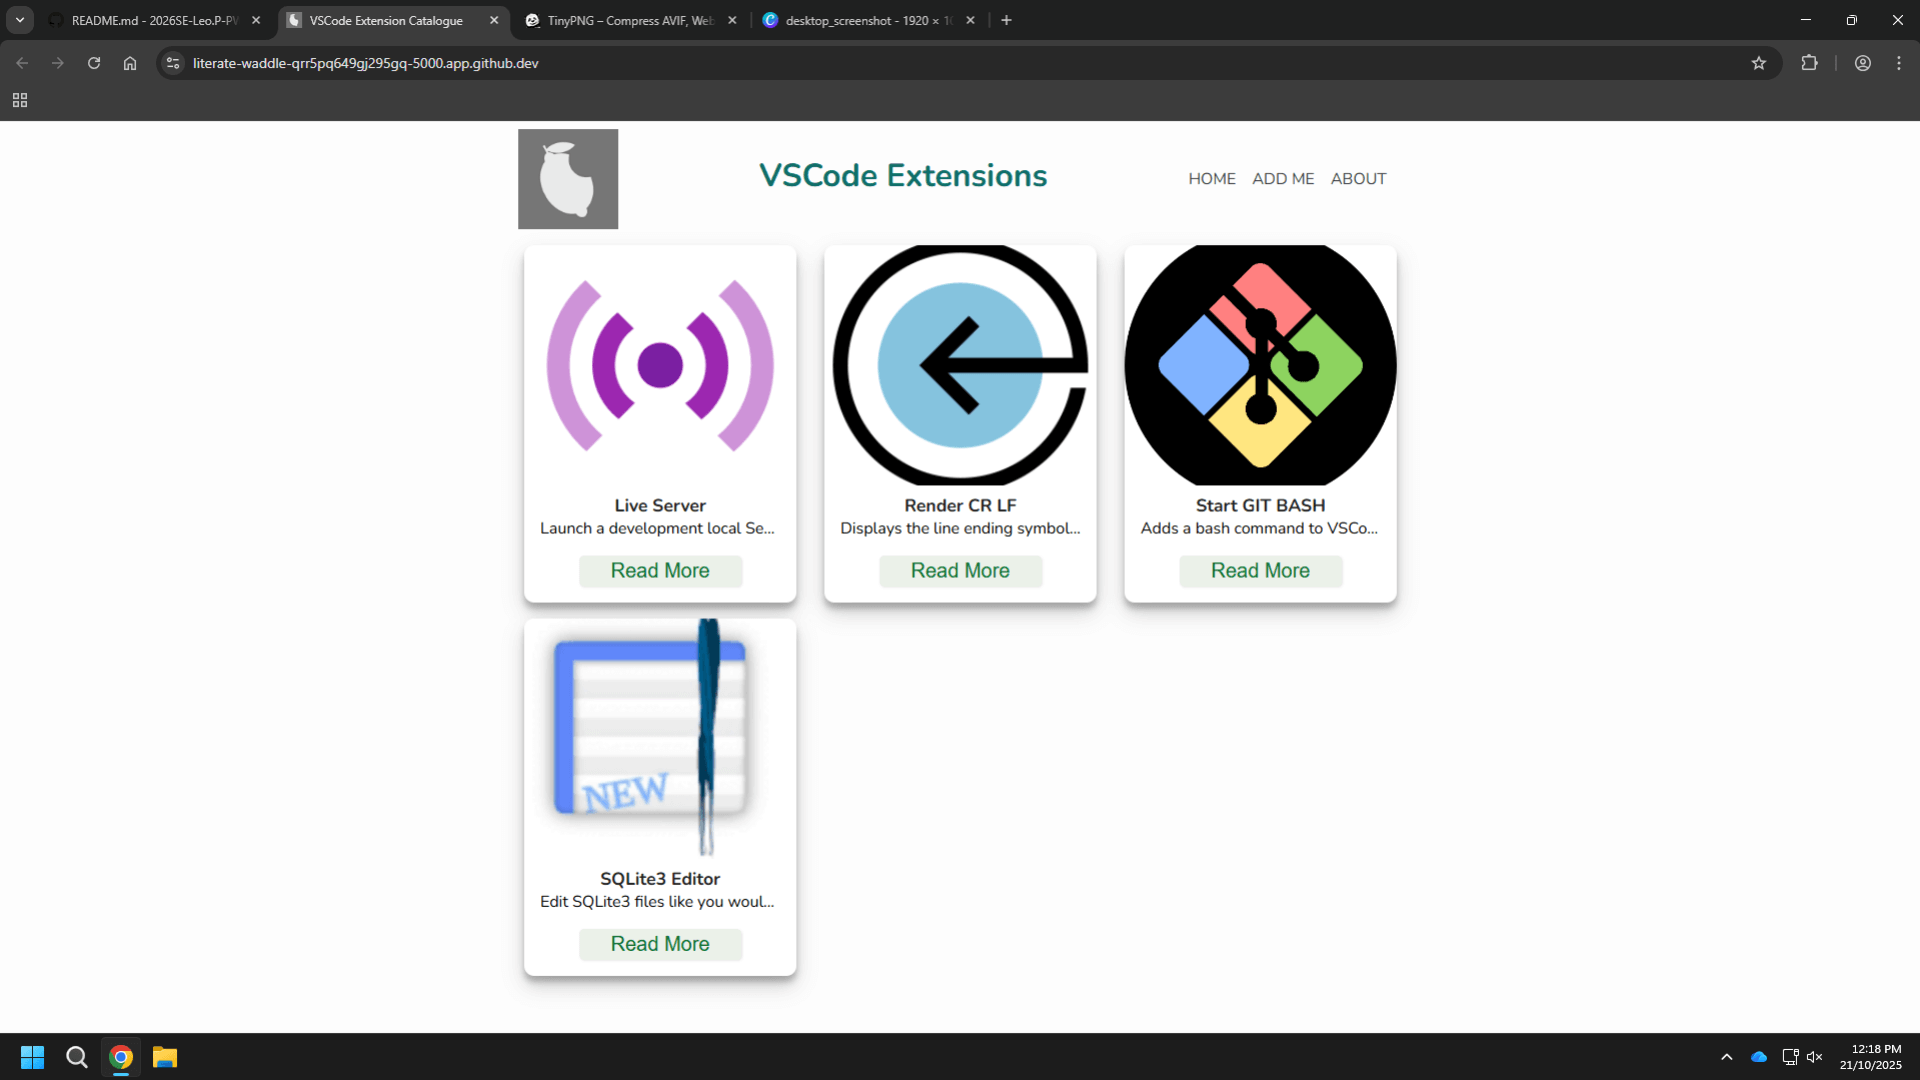 README.md - 2026SE-Leo.P-PW
VSCode Extension Catalogue
TinyPNG – Compress AVIF, Web
desktop_screenshot - 1920 × 10
literate-waddle-qrr5pq649gj295gq-5000.app.github.dev
VSCode Extensions
HOME ADD ME ABOUT
Live Server
Launch a development local Se...
Read More
Render CR LF
Displays the line ending symbol...
Read More
Start GIT BASH
Adds a bash command to VSCo...
Read More
NEW
SQLite3 Editor
Edit SQLite3 files like you woul...
Read More
12:18 PM
21/10/2025